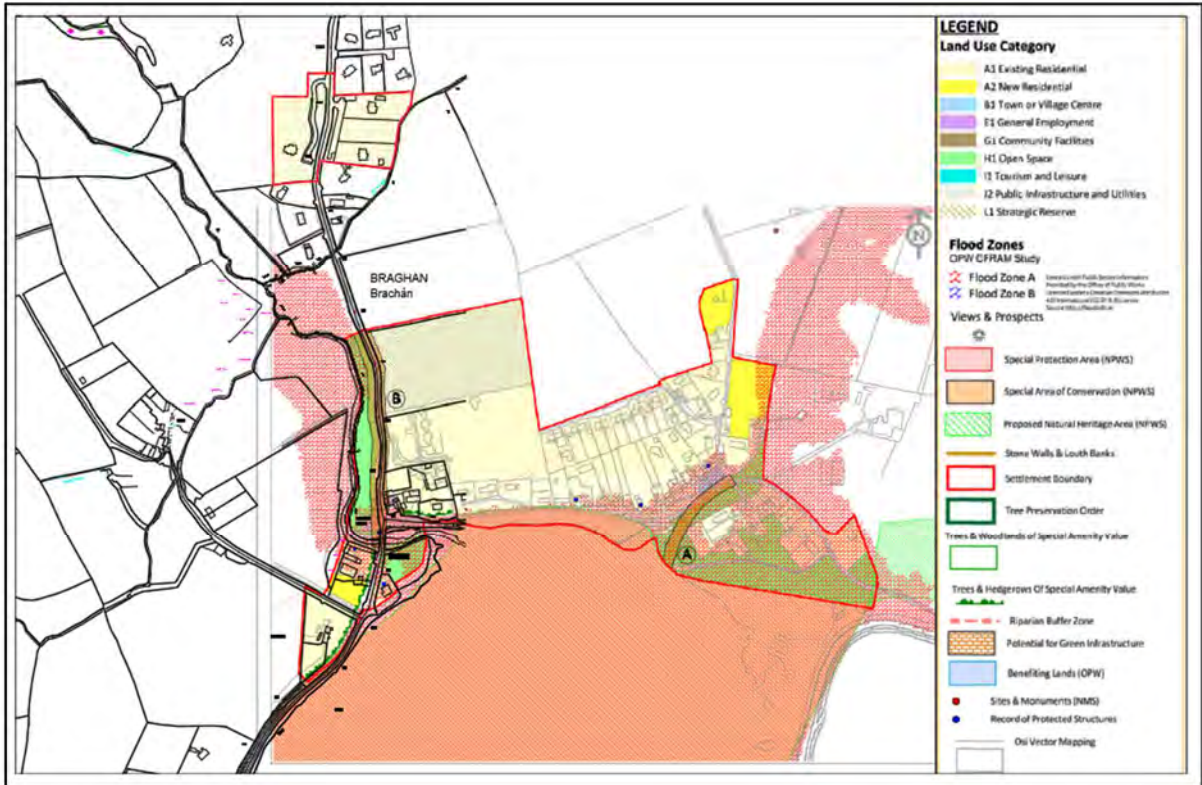 BRAGHAN
Brachán
B
A
N
LEGEND
Land Use Category
A1 Existing Residential
A2 New Residential
B1 Town or Village Centre
E1 General Employment
G1 Community Facilities
H1 Open Space
I1 Tourism and Leisure
J2 Public Infrastructure and Utilities
L1 Strategic Reserve
Flood Zones
OPW CFRAM Study
Flood Zone A
Flood Zone B
Views & Prospects
Special Protection Area (NPWS)
Special Area of Conservation (NPWS)
Proposed Natural Heritage Area (NPWS)
Stone Walls & Louth Banks
Settlement Boundary
Tree Preservation Order
Trees & Woodlands of Special Amenity Value
Trees & Hedgerows Of Special Amenity Value
Riparian Buffer Zone
Potential for Green Infrastructure
Benefiting Lands (OPW)
Sites & Monuments (NMS)
Record of Protected Structures
Osi Vector Mapping